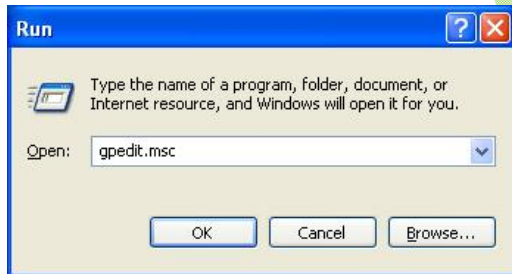 Run
?
X
Type the name of a program, folder, document, or
Internet resource, and Windows will open it for you.
Open: gpedit.msc
OK Cancel Browse...